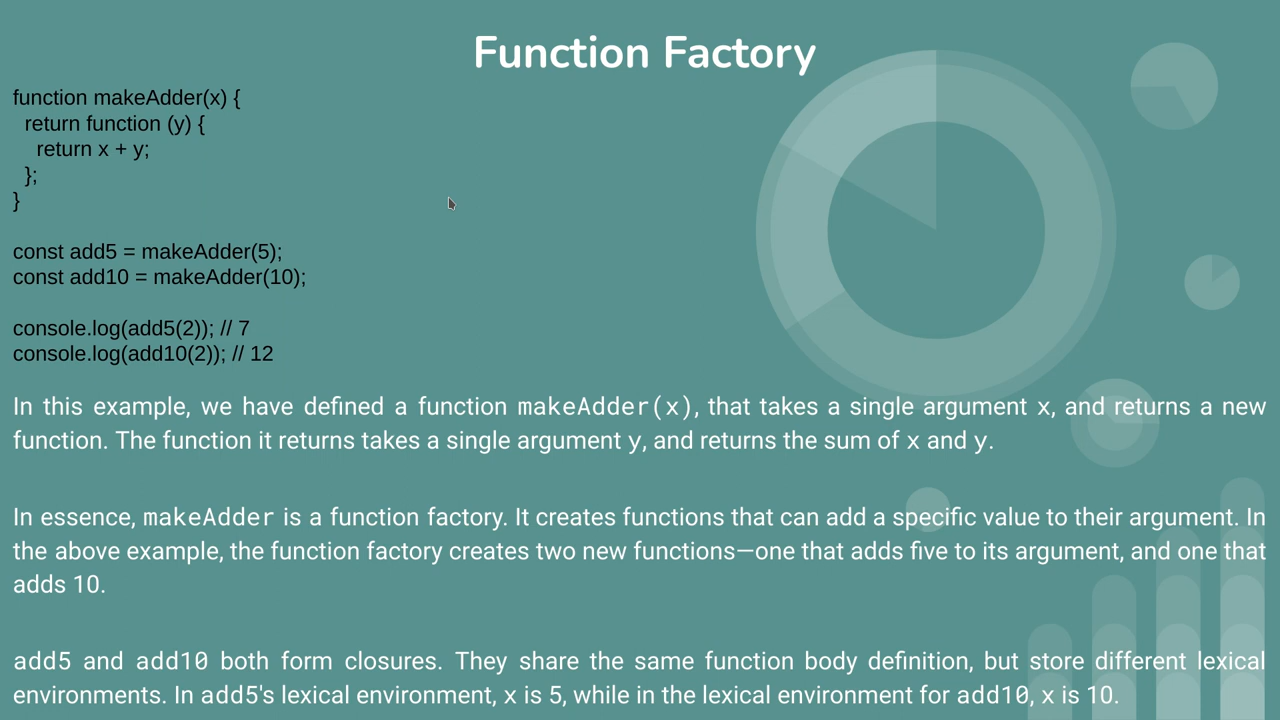 Function Factory
function makeAdder(x) {
  return function (y) {
    return x + y;
  };
}
const add5 = makeAdder(5);
const add10 = makeAdder(10);
console.log(add5(2)); // 7
console.log(add10(2)); // 12
In this example, we have defined a function makeAdder(x), that takes a single argument x, and returns a new
function. The function it returns takes a single argument y, and returns the sum of x and y.
In essence, makeAdder is a function factory. It creates functions that can add a specific value to their argument. In
the above example, the function factory creates two new functions—one that adds five to its argument, and one that
adds 10.
add5 and add10 both form closures. They share the same function body definition, but store different lexical
environments. In add5's lexical environment, x is 5, while in the lexical environment for add10, x is 10.